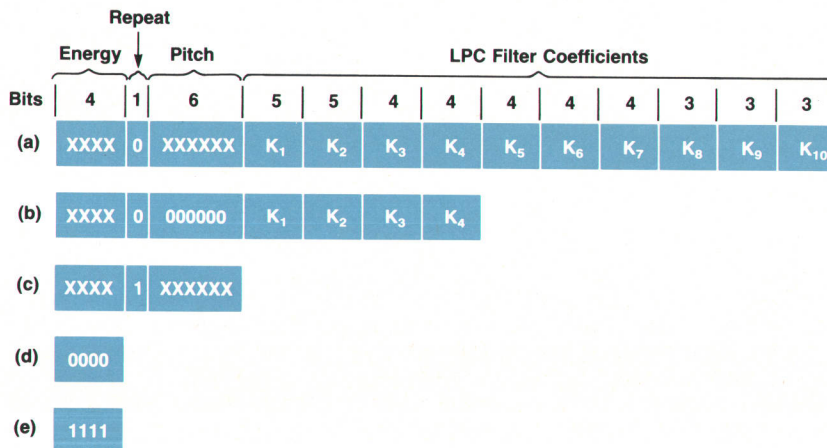 Repeat
Energy Pitch LPC Filter Coefficients
Bits 4 1 6 5 5 4 4 4 4 4 3 3 3
(a) XXXX 0 XXXXXX K₁ K₂ K₃ K₄ K₅ K₆ K₇ K₈ K₉ K₁₀
(b) XXXX 0 000000 K₁ K₂ K₃ K₄
(c) XXXX 1 XXXXXX
(d) 0000
(e) 1111